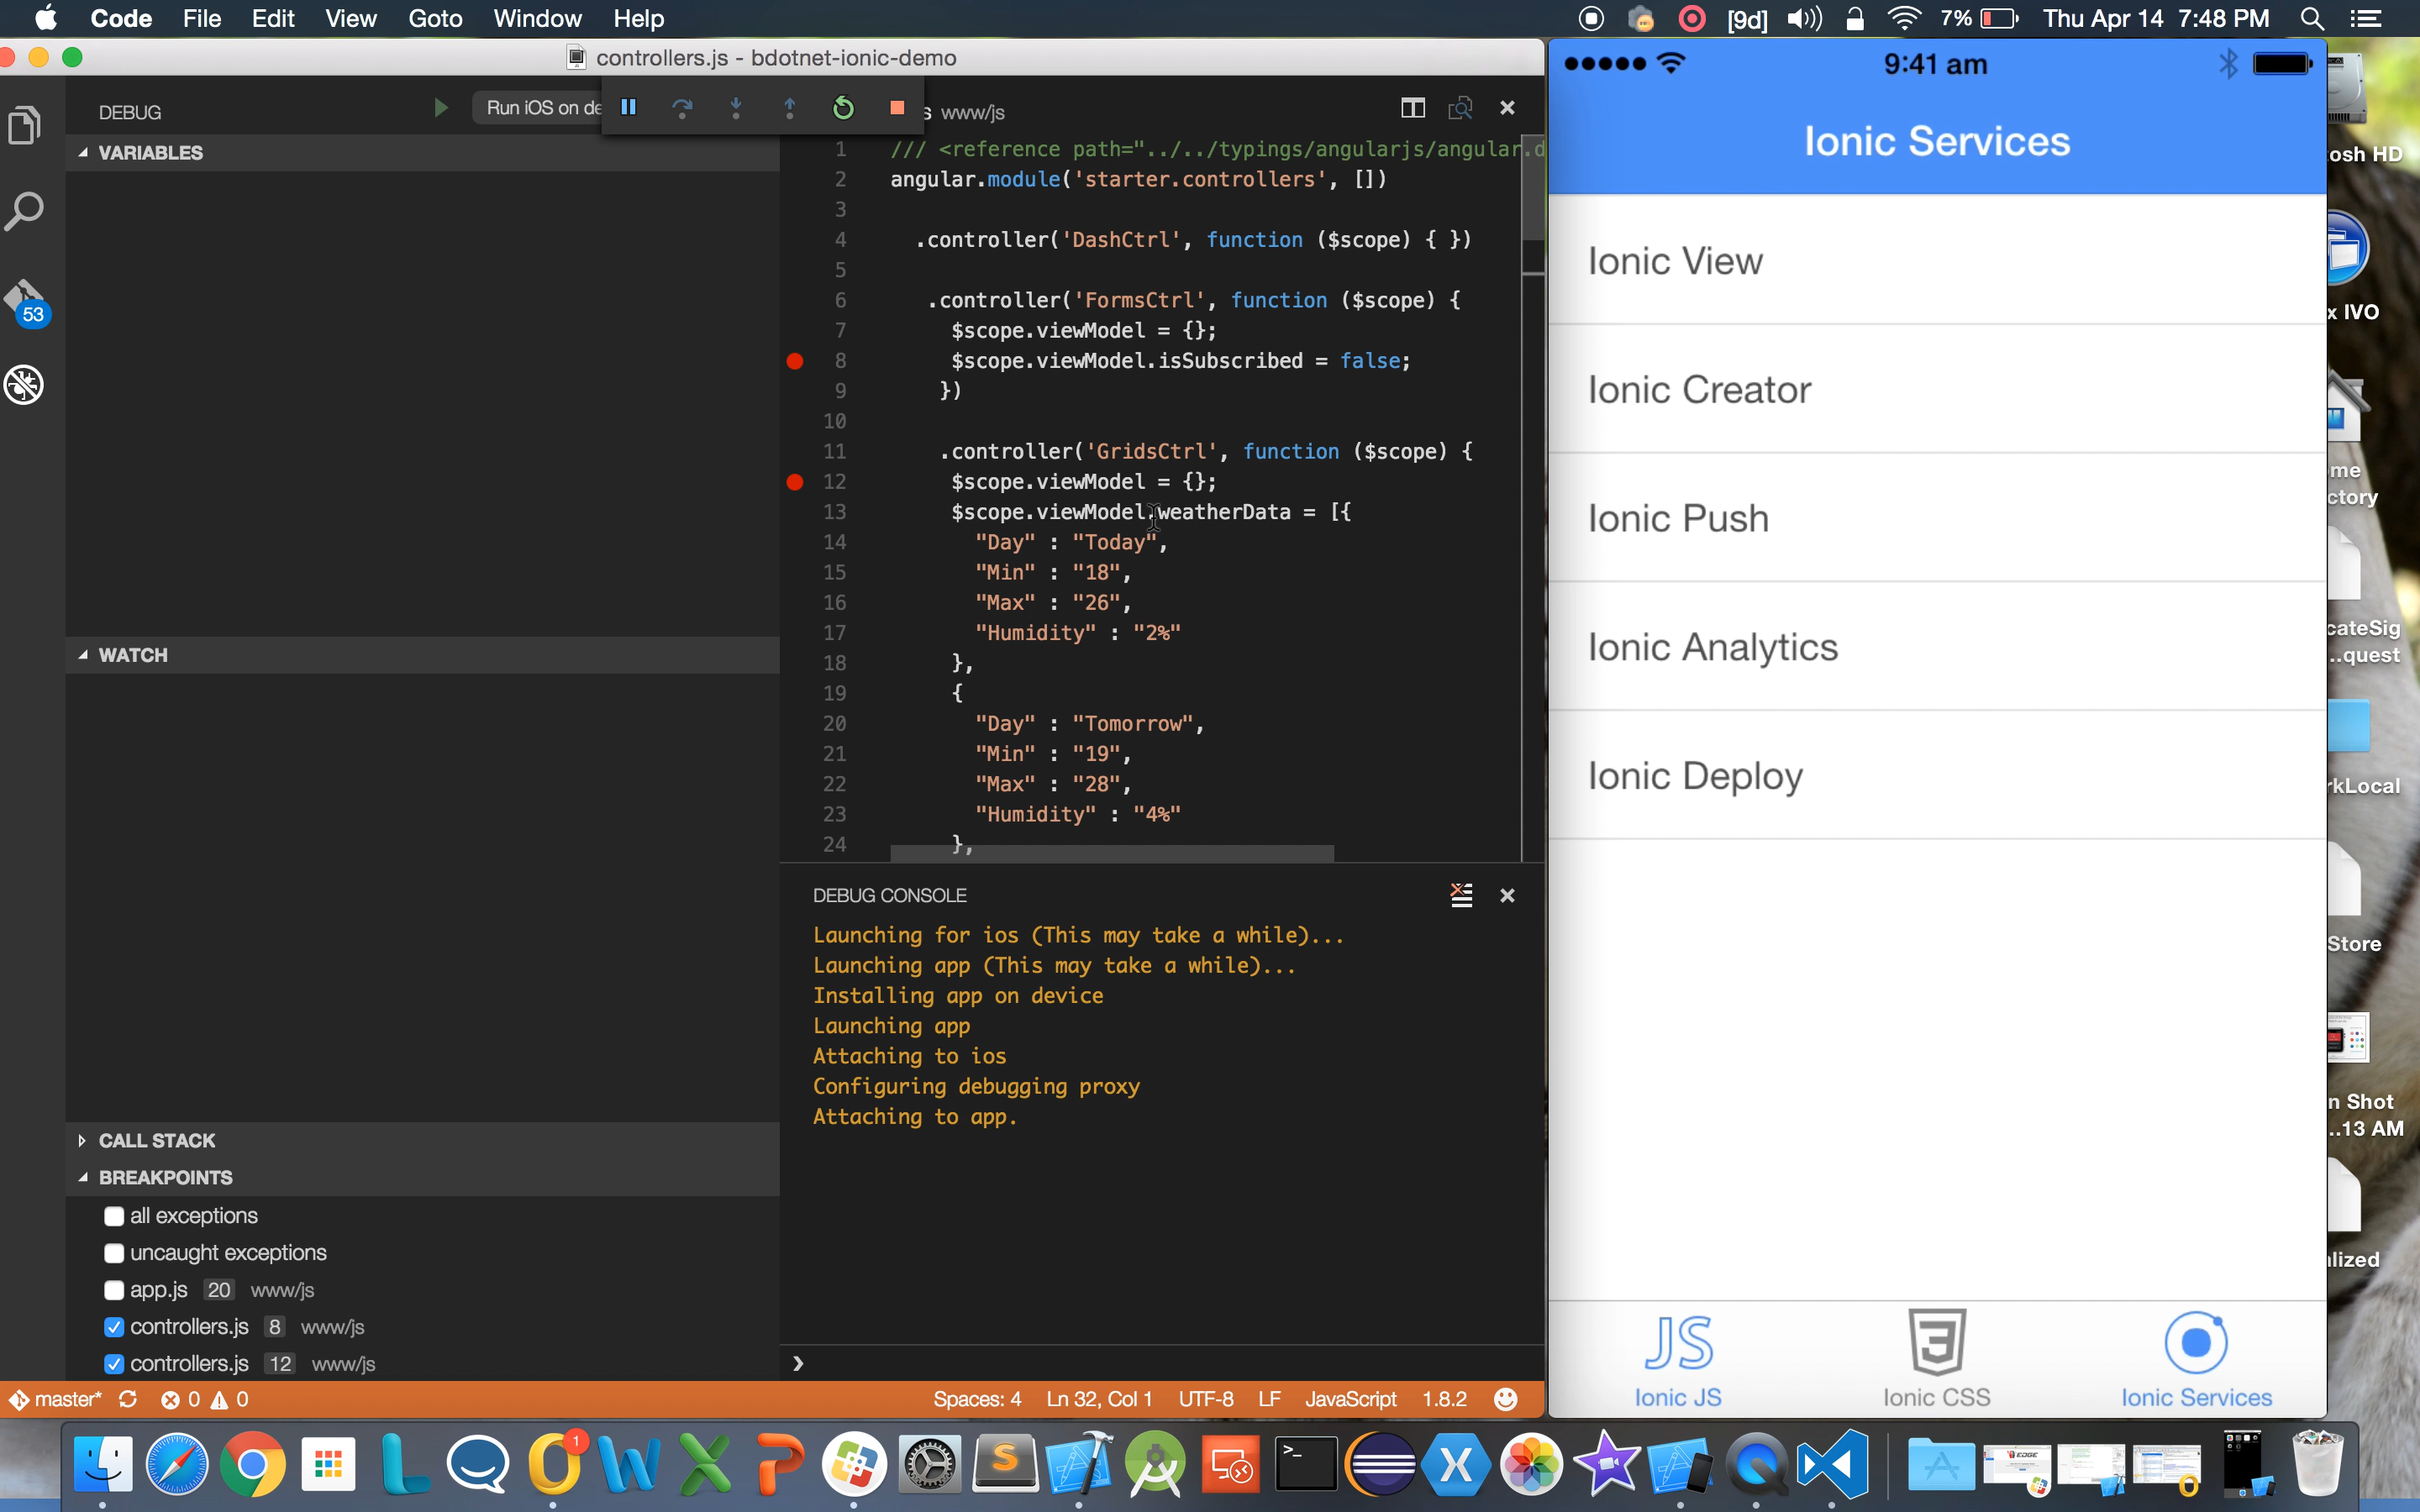 Code File Edit View Goto Window Help
[9d] 7% Thu Apr 14 7:48 PM
controllers.js - bdotnet-ionic-demo
DEBUG
Run iOS on de
s www/js
VARIABLES
53
WATCH
CALL STACK
BREAKPOINTS
all exceptions
uncaught exceptions
app.js 20 www/js
controllers.js 8 www/js
controllers.js 12 www/js
1 /// <reference path="../../typings/angularjs/angular.d
2 angular.module('starter.controllers', [])
3
4 .controller('DashCtrl', function ($scope) { })
5
6 .controller('FormsCtrl', function ($scope) {
7 $scope.viewModel = {};
8 $scope.viewModel.isSubscribed = false;
9 })
10
11 .controller('GridsCtrl', function ($scope) {
12 $scope.viewModel = {};
13 $scope.viewModel.weatherData = [{
14 "Day" : "Today",
15 "Min" : "18",
16 "Max" : "26",
17 "Humidity" : "2%"
18 },
19 {
20 "Day" : "Tomorrow",
21 "Min" : "19",
22 "Max" : "28",
23 "Humidity" : "4%"
24 },
DEBUG CONSOLE
Launching for ios (This may take a while)...
Launching app (This may take a while)...
Installing app on device
Launching app
Attaching to ios
Configuring debugging proxy
Attaching to app.
master* 0 0
Spaces: 4 Ln 32, Col 1 UTF-8 LF JavaScript 1.8.2
9:41 am
Ionic Services
Ionic View
Ionic Creator
Ionic Push
Ionic Analytics
Ionic Deploy
JS
3
Ionic JS Ionic CSS Ionic Services
osh HD
x IVO
me
ctory
cateSig
..quest
rkLocal
Store
n Shot
..13 AM
lized
1
EDGE